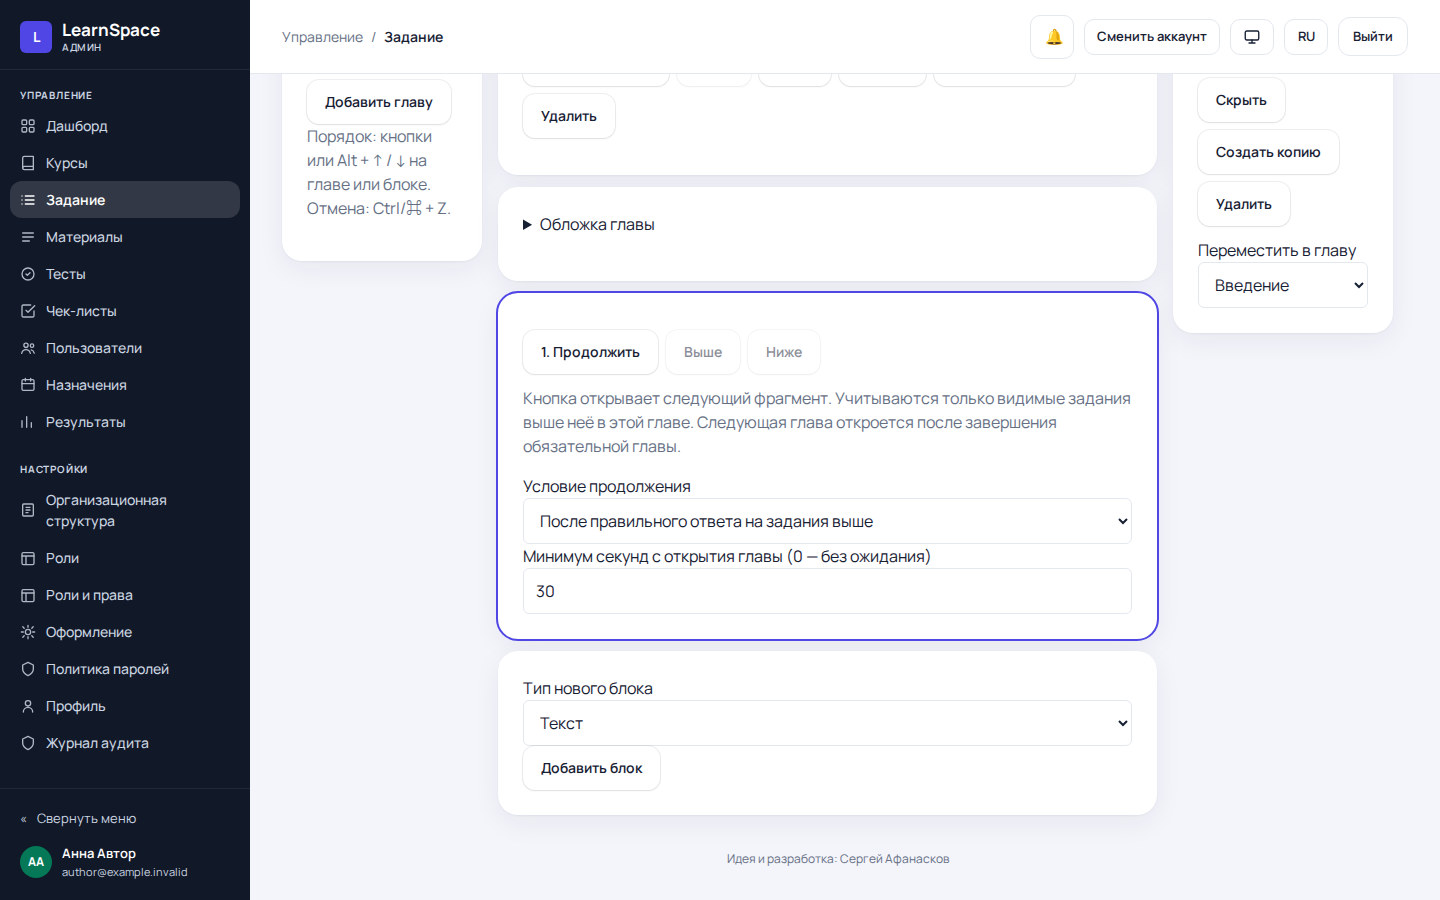 L
LearnSpace
АДМИН
УПРАВЛЕНИЕ
Дашборд
Курсы
Задание
Материалы
Тесты
Чек-листы
Пользователи
Назначения
Результаты
НАСТРОЙКИ
Организационная
структура
Роли
Роли и права
Оформление
Политика паролей
Профиль
Журнал аудита
« Свернуть меню
АА
Анна Автор
author@example.invalid
Управление / Задание
Сменить аккаунт
RU
Выйти
Добавить главу
Порядок: кнопки
или Alt + ↑ / ↓ на
главе или блоке.
Отмена: Ctrl/⌘ + Z.
Удалить
Обложка главы
1. Продолжить
Выше
Ниже
Кнопка открывает следующий фрагмент. Учитываются только видимые задания
выше неё в этой главе. Следующая глава откроется после завершения
обязательной главы.
Условие продолжения
После правильного ответа на задания выше
Минимум секунд с открытия главы (0 — без ожидания)
30
Тип нового блока
Текст
Добавить блок
Скрыть
Создать копию
Удалить
Переместить в главу
Введение
Идея и разработка: Сергей Афанасков